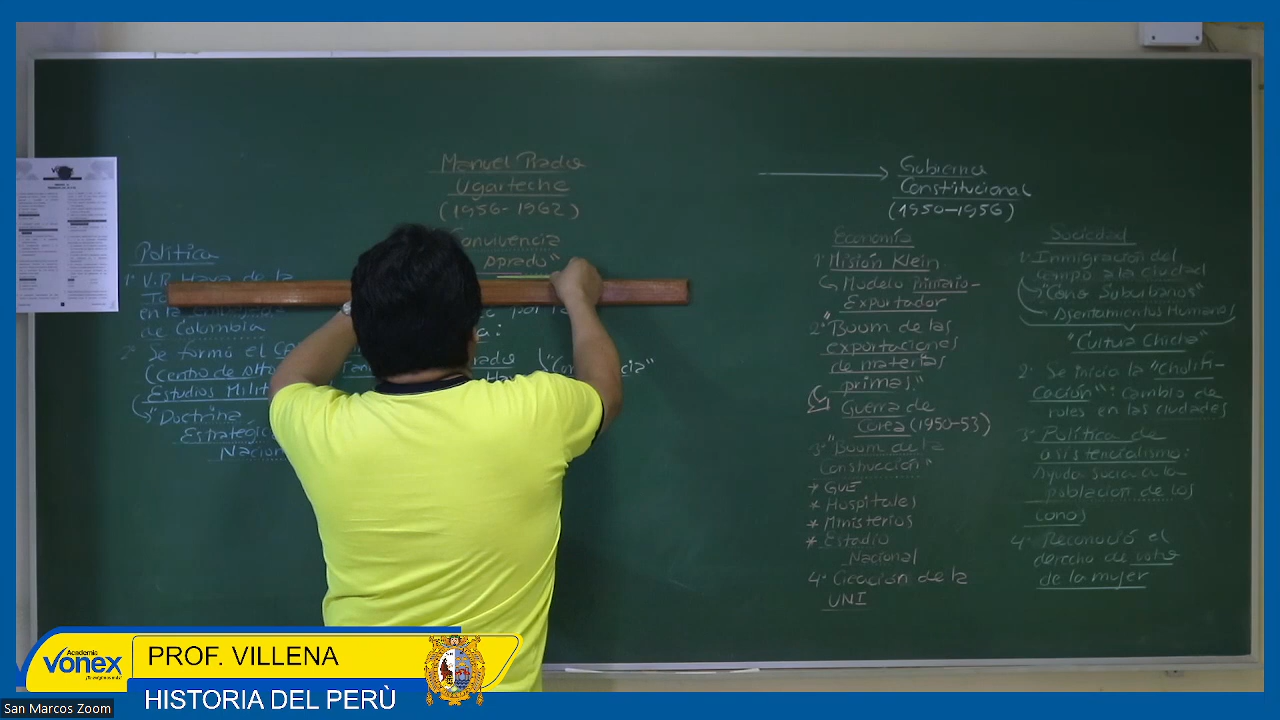 Manuel Prado
Ugarteche
(1956-1962)
Convivencia
Aprado"
Política
1° V.R. Haya de la
en la
de Colombia
2° Se formó el
(centro de altos
Estudios Milit
"Doctrina
Estratégic
Nacion
por la
Gobierno
Constitucional
(1950-1956)
Economía
1° Misión Klein
Modelo primario-
Exportador
2° "Boom de las
exportaciones
de materias
primas."
Guerra de
Corea (1950-53)
3° "Boom de la
Construcción"
* GUE
* Hospitales
* Ministerios
* Estadio
Nacional
4° Creación de la
UNI
Sociedad
1° Inmigración del
campo a la ciudad
"Cono Suburbanos"
Asentamientos Humanos
"Cultura Chicha"
2° Se inicia la "Cholifi-
cación": cambio de
roles en las ciudades
3° Política de
asistencialismo:
Ayuda social a la
población de los
conos
4° Reconoció el
derecho de voto
de la mujer
Academia
vonex
PROF. VILLENA
HISTORIA DEL PERÙ
San Marcos Zoom